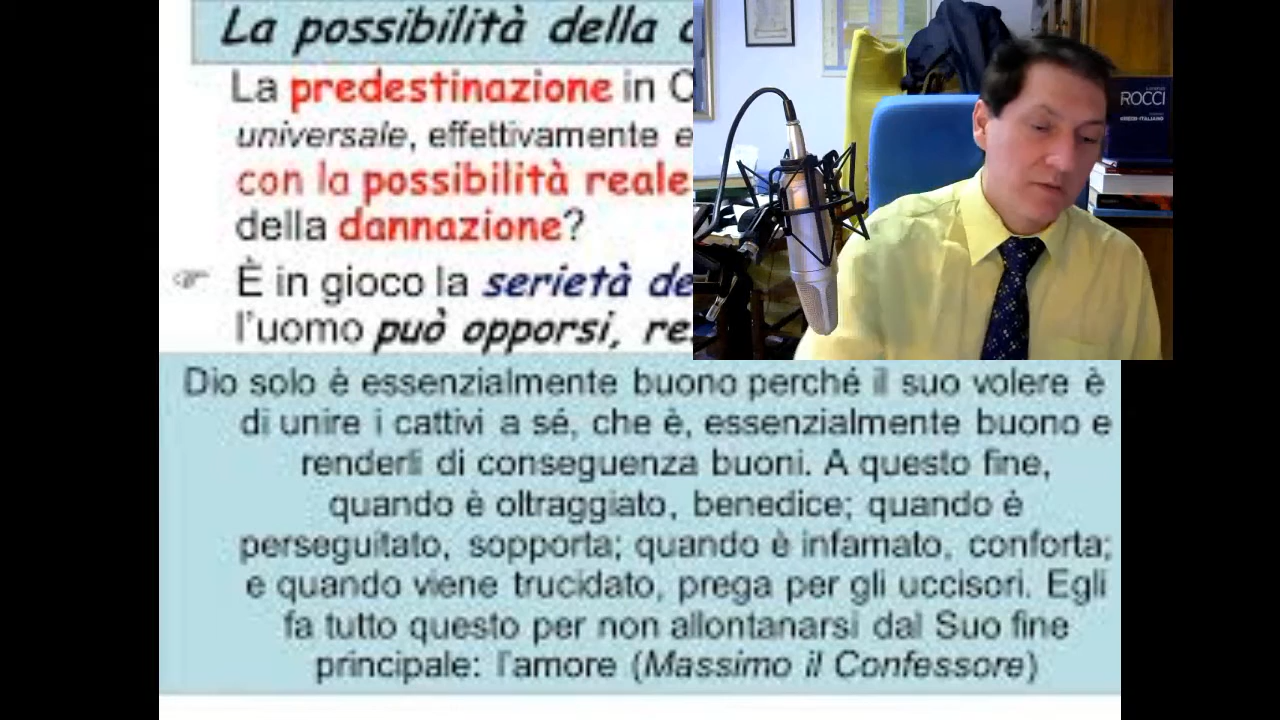 La possibilità della
La predestinazione in
universale, effettivamente
con la possibilità reale
della dannazione?
☞ È in gioco la serietà
l'uomo può opporsi,
Dio solo è essenzialmente buono perché il suo volere è
di unire i cattivi a sé, che è, essenzialmente buono e
renderli di conseguenza buoni. A questo fine,
quando è oltraggiato, benedice; quando è
perseguitato, sopporta; quando è infamato, conforta;
e quando viene trucidato, prega per gli uccisori. Egli
fa tutto questo per non allontanarsi dal Suo fine
principale: l'amore (Massimo il Confessore)
ROCCI